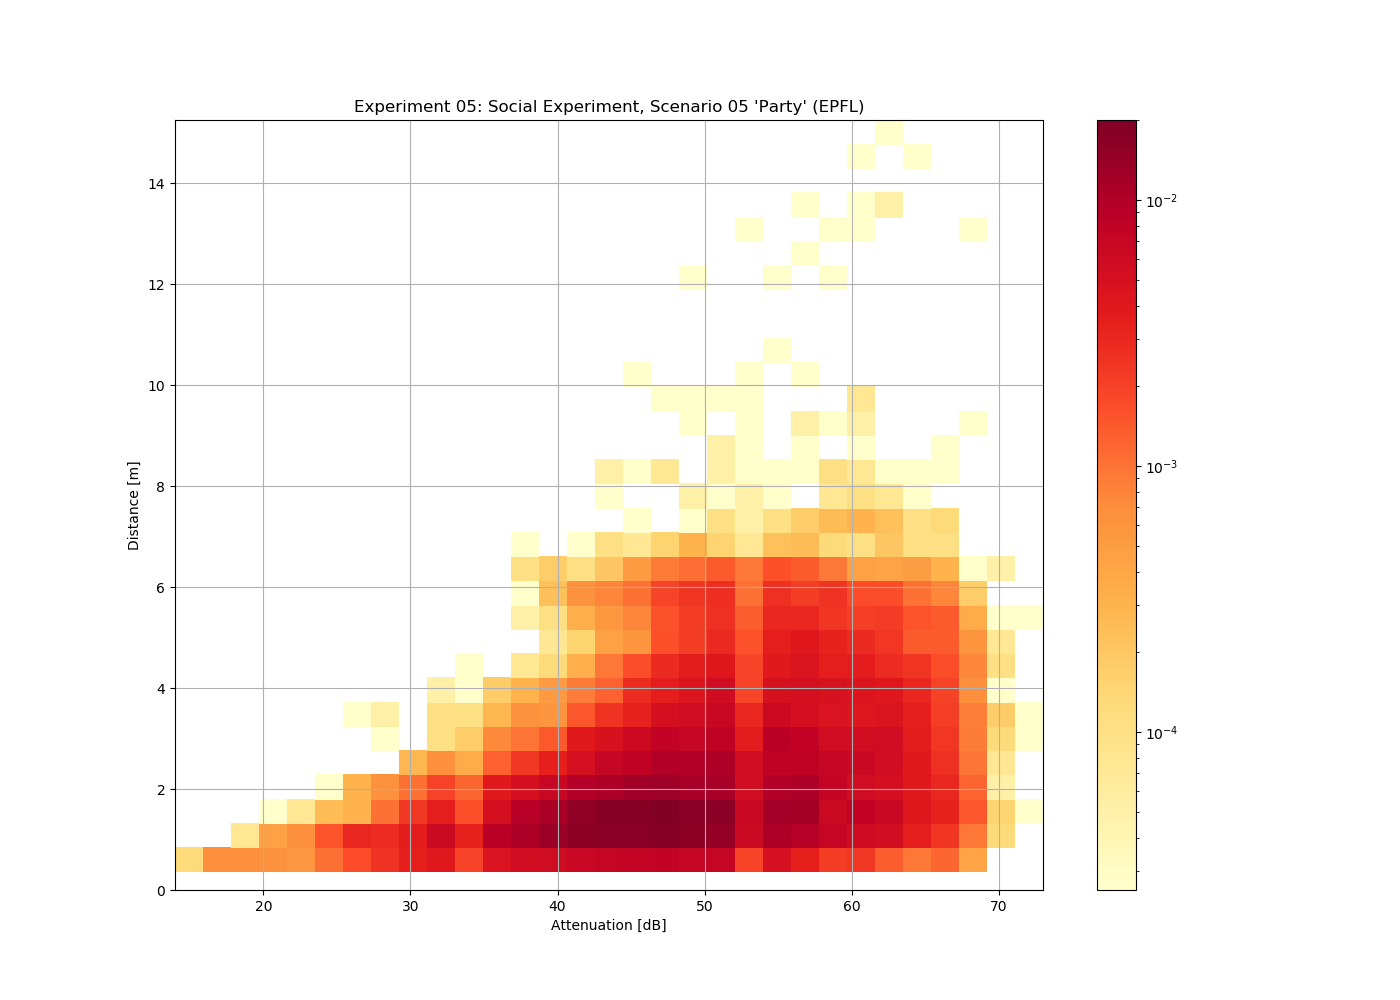 Experiment 05: Social Experiment, Scenario 05 'Party' (EPFL)
14
12
10
8
6
4
2
0
Distance [m]
20 30 40 50 60 70
Attenuation [dB]
10⁻²
10⁻³
10⁻⁴